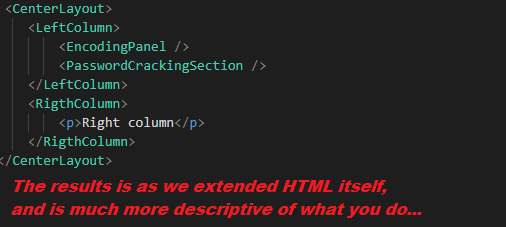 <CenterLayout>
<LeftColumn>
<EncodingPanel />
<PasswordCrackingSection />
</LeftColumn>
<RigthColumn>
<p>Right column</p>
</RigthColumn>
</CenterLayout>
The results is as we extended HTML itself,
and is much more descriptive of what you do...